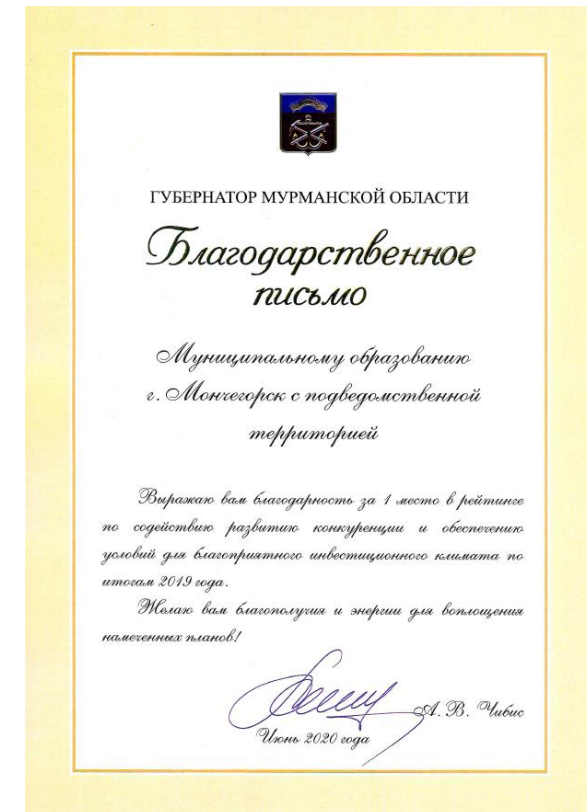 ГУБЕРНАТОР МУРМАНСКОЙ ОБЛАСТИ
Благодарственное
письмо
Муниципальному образованию
г. Мончегорск с подведомственной
территорией
Выражаю вам благодарность за 1 место в рейтинге
по содействию развитию конкуренции и обеспечению
условий для благоприятного инвестиционного климата по
итогам 2019 года.
Желаю вам благополучия и энергии для воплощения
намеченных планов!
А. В. Чибис
Июнь 2020 года